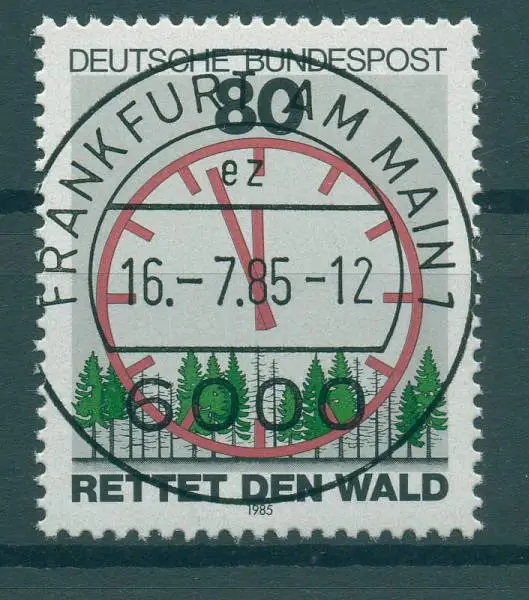 DEUTSCHE BUNDESPOST
80
FRANKFURT AM MAIN 1
ez
16.-7.85-12
6000
RETTET DEN WALD
1985